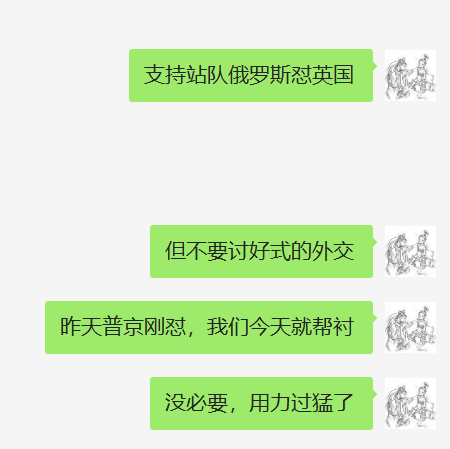 支持站队俄罗斯怼英国
但不要讨好式的外交
昨天普京刚怼，我们今天就帮衬
没必要，用力过猛了